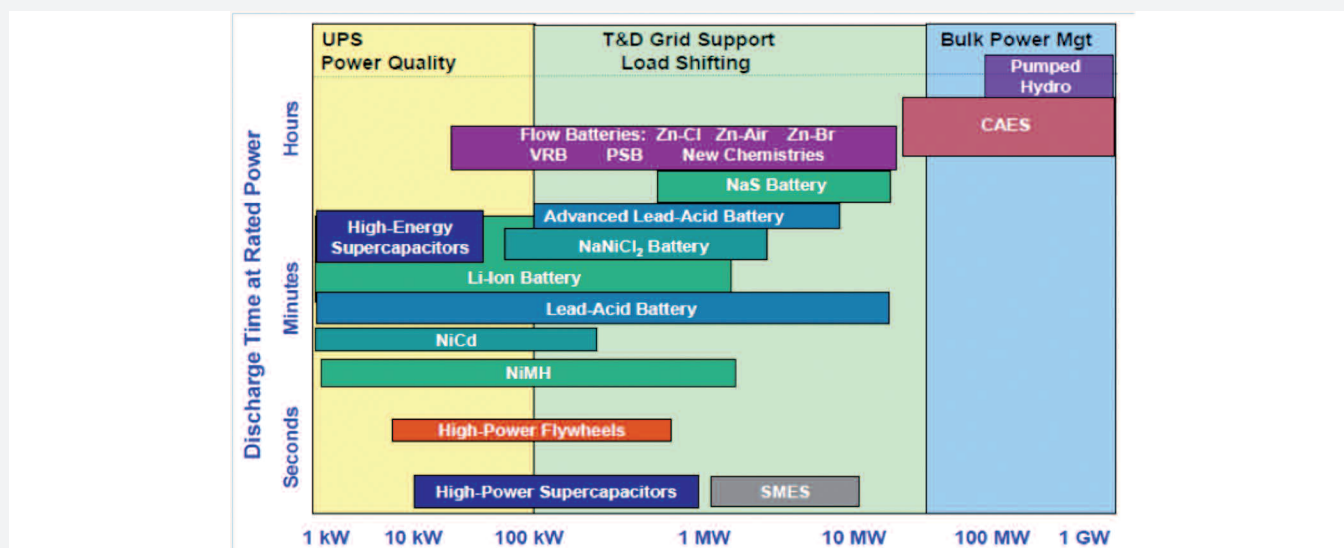 UPS
Power Quality
T&D Grid Support
Load Shifting
Bulk Power Mgt
Pumped
Hydro
CAES
Flow Batteries: Zn-Cl Zn-Air Zn-Br
VRB PSB New Chemistries
NaS Battery
Advanced Lead-Acid Battery
High-Energy
Supercapacitors
NaNiCl₂ Battery
Li-Ion Battery
Lead-Acid Battery
NiCd
NiMH
High-Power Flywheels
High-Power Supercapacitors
SMES
Discharge Time at Rated Power
Hours
Minutes
Seconds
1 kW 10 kW 100 kW 1 MW 10 MW 100 MW 1 GW